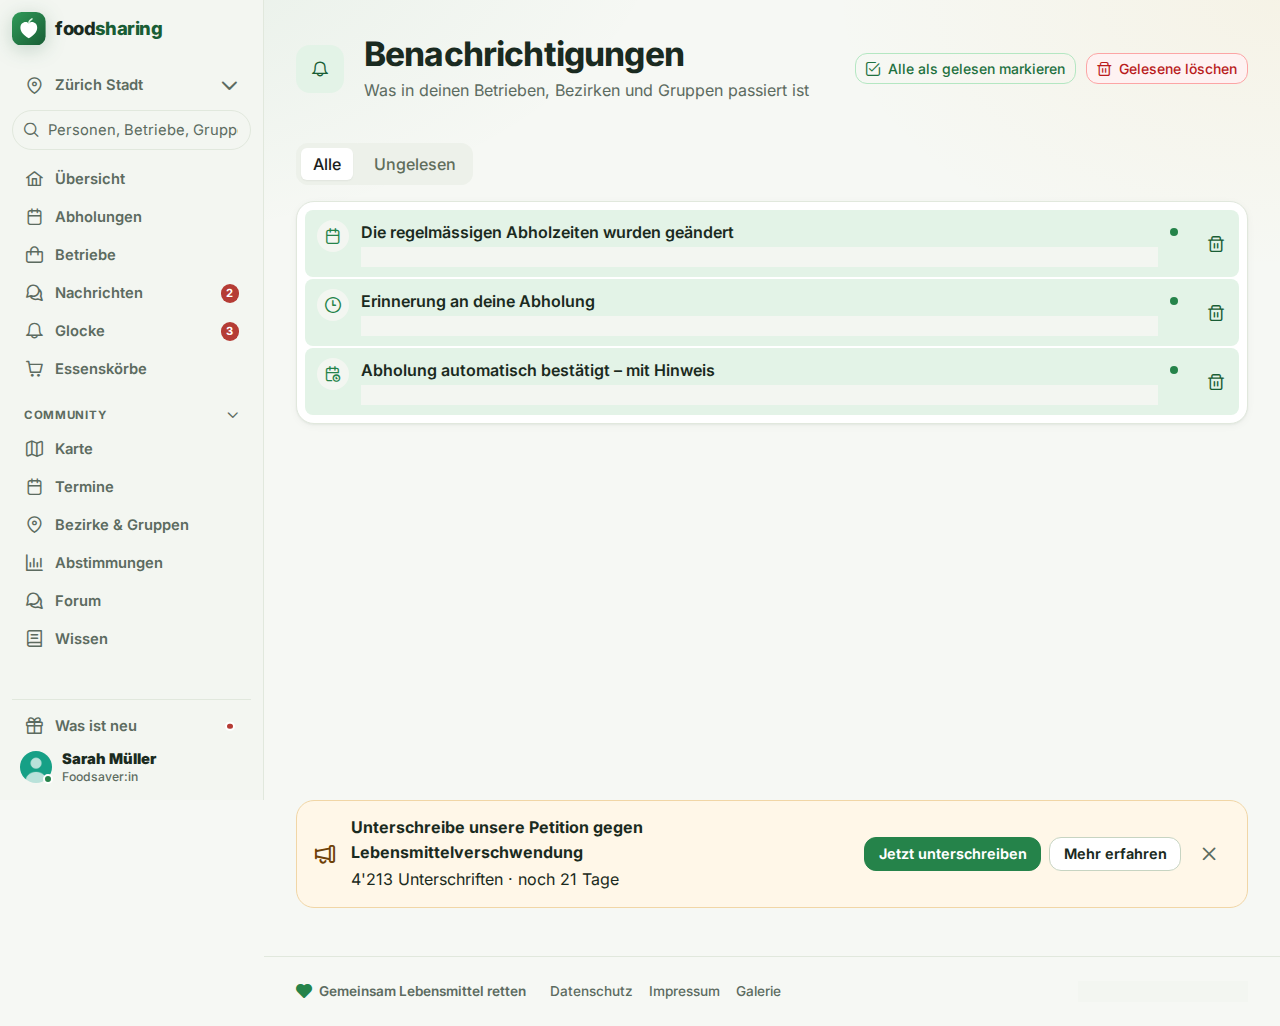 foodsharing
Zürich Stadt
Personen, Betriebe, Grupp
Übersicht
Abholungen
Betriebe
Nachrichten 2
Glocke 3
Essenskörbe
COMMUNITY
Karte
Termine
Bezirke & Gruppen
Abstimmungen
Forum
Wissen
Was ist neu
Sarah Müller
Foodsaver:in
Benachrichtigungen
Was in deinen Betrieben, Bezirken und Gruppen passiert ist
Alle als gelesen markieren
Gelesene löschen
Alle
Ungelesen
Die regelmässigen Abholzeiten wurden geändert
Erinnerung an deine Abholung
Abholung automatisch bestätigt – mit Hinweis
Unterschreibe unsere Petition gegen
Lebensmittelverschwendung
4'213 Unterschriften · noch 21 Tage
Jetzt unterschreiben
Mehr erfahren
Gemeinsam Lebensmittel retten
Datenschutz
Impressum
Galerie